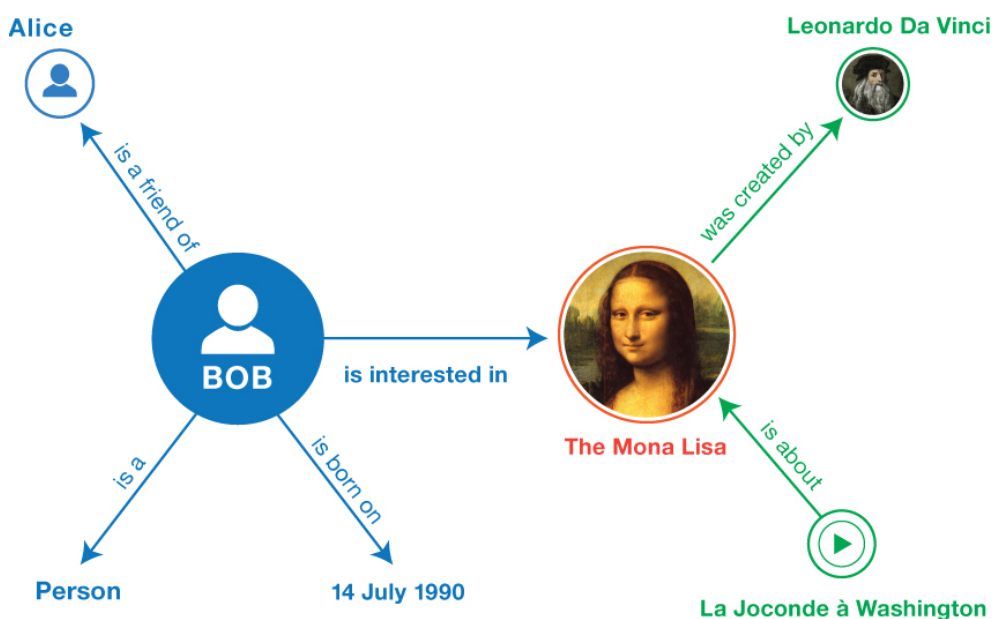 Alice
Leonardo Da Vinci
is a friend of
was created by
BOB
is interested in
The Mona Lisa
is a
is born on
is about
Person
14 July 1990
La Joconde à Washington